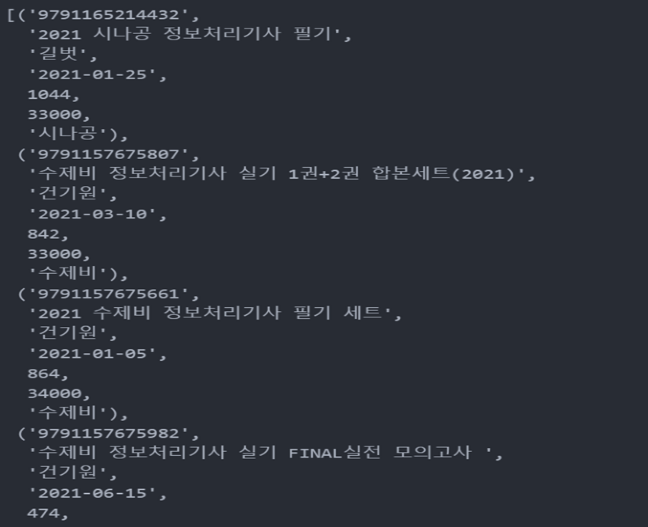 [('9791165214432',
'2021 시나공 정보처리기사 필기',
'길벗',
'2021-01-25',
1044,
33000,
'시나공'),
('9791157675807',
'수제비 정보처리기사 실기 1권+2권 합본세트(2021)',
'건기원',
'2021-03-10',
842,
33000,
'수제비'),
('9791157675661',
'2021 수제비 정보처리기사 필기 세트',
'건기원',
'2021-01-05',
864,
34000,
'수제비'),
('9791157675982',
'수제비 정보처리기사 실기 FINAL실전 모의고사 ',
'건기원',
'2021-06-15',
474,